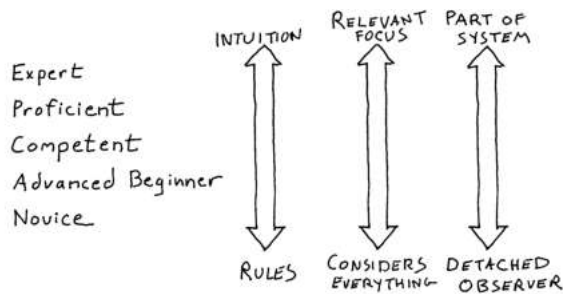 INTUITION
RELEVANT
FOCUS
PART OF
SYSTEM
Expert
Proficient
Competent
Advanced Beginner
Novice
RULES
CONSIDERS
EVERYTHING
DETACHED
OBSERVER